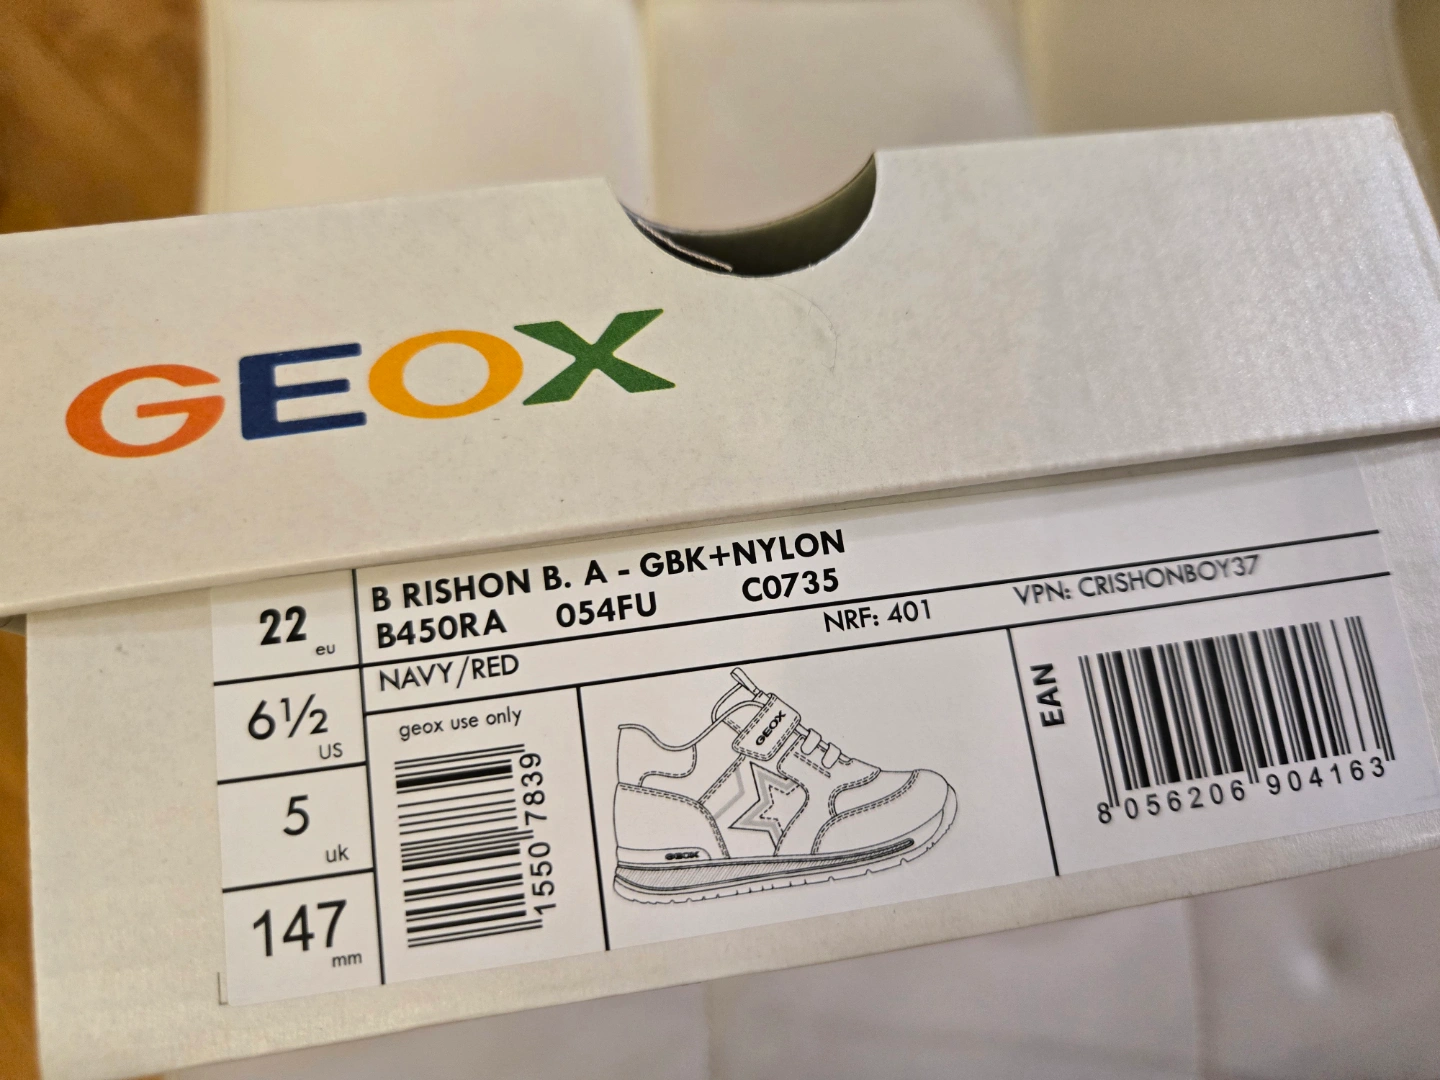 GEOX
22 eu
B RISHON B. A - GBK+NYLON
B450RA 054FU C0735
NAVY/RED NRF: 401 VPN: CRISHONBOY37
6½ US
5 uk
147 mm
geox use only
1550 7839
GEOX
GEOX
EAN
8 056206 904163